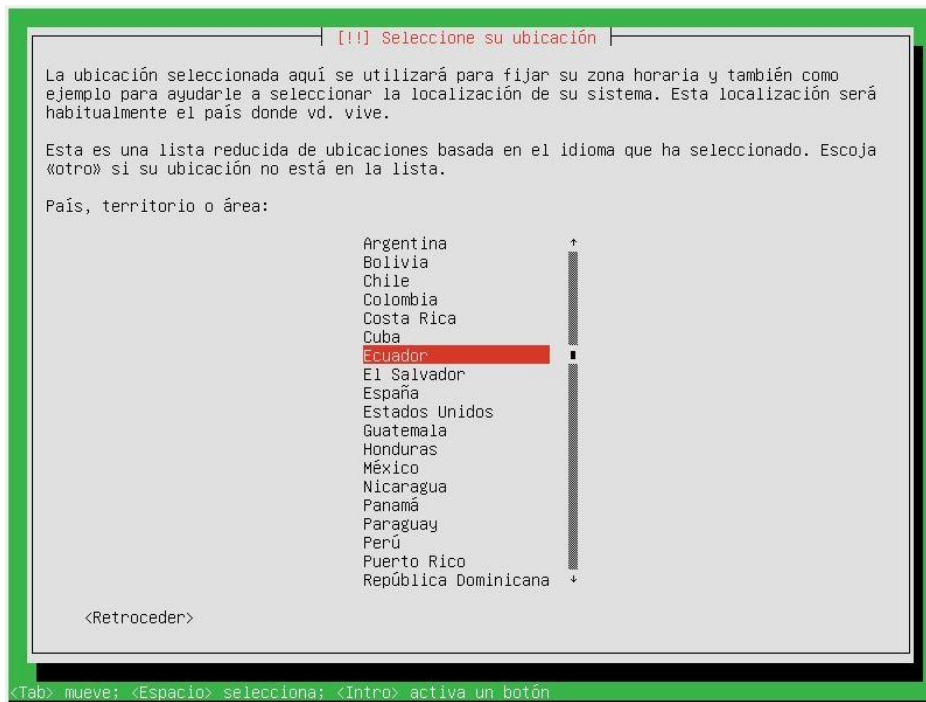 [!!] Seleccione su ubicación
La ubicación seleccionada aquí se utilizará para fijar su zona horaria y también como
ejemplo para ayudarle a seleccionar la localización de su sistema. Esta localización será
habitualmente el país donde vd. vive.
Esta es una lista reducida de ubicaciones basada en el idioma que ha seleccionado. Escoja
«otro» si su ubicación no está en la lista.
País, territorio o área:
Argentina
Bolivia
Chile
Colombia
Costa Rica
Cuba
Ecuador
El Salvador
España
Estados Unidos
Guatemala
Honduras
México
Nicaragua
Panamá
Paraguay
Perú
Puerto Rico
República Dominicana
<Retroceder>
<Tab> mueve; <Espacio> selecciona; <Intro> activa un botón